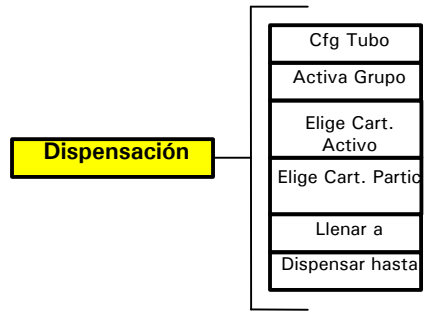 Cfg Tubo
Activa Grupo
Elige Cart.
Activo
Dispensación
Elige Cart. Partic
Llenar a
Dispensar hasta